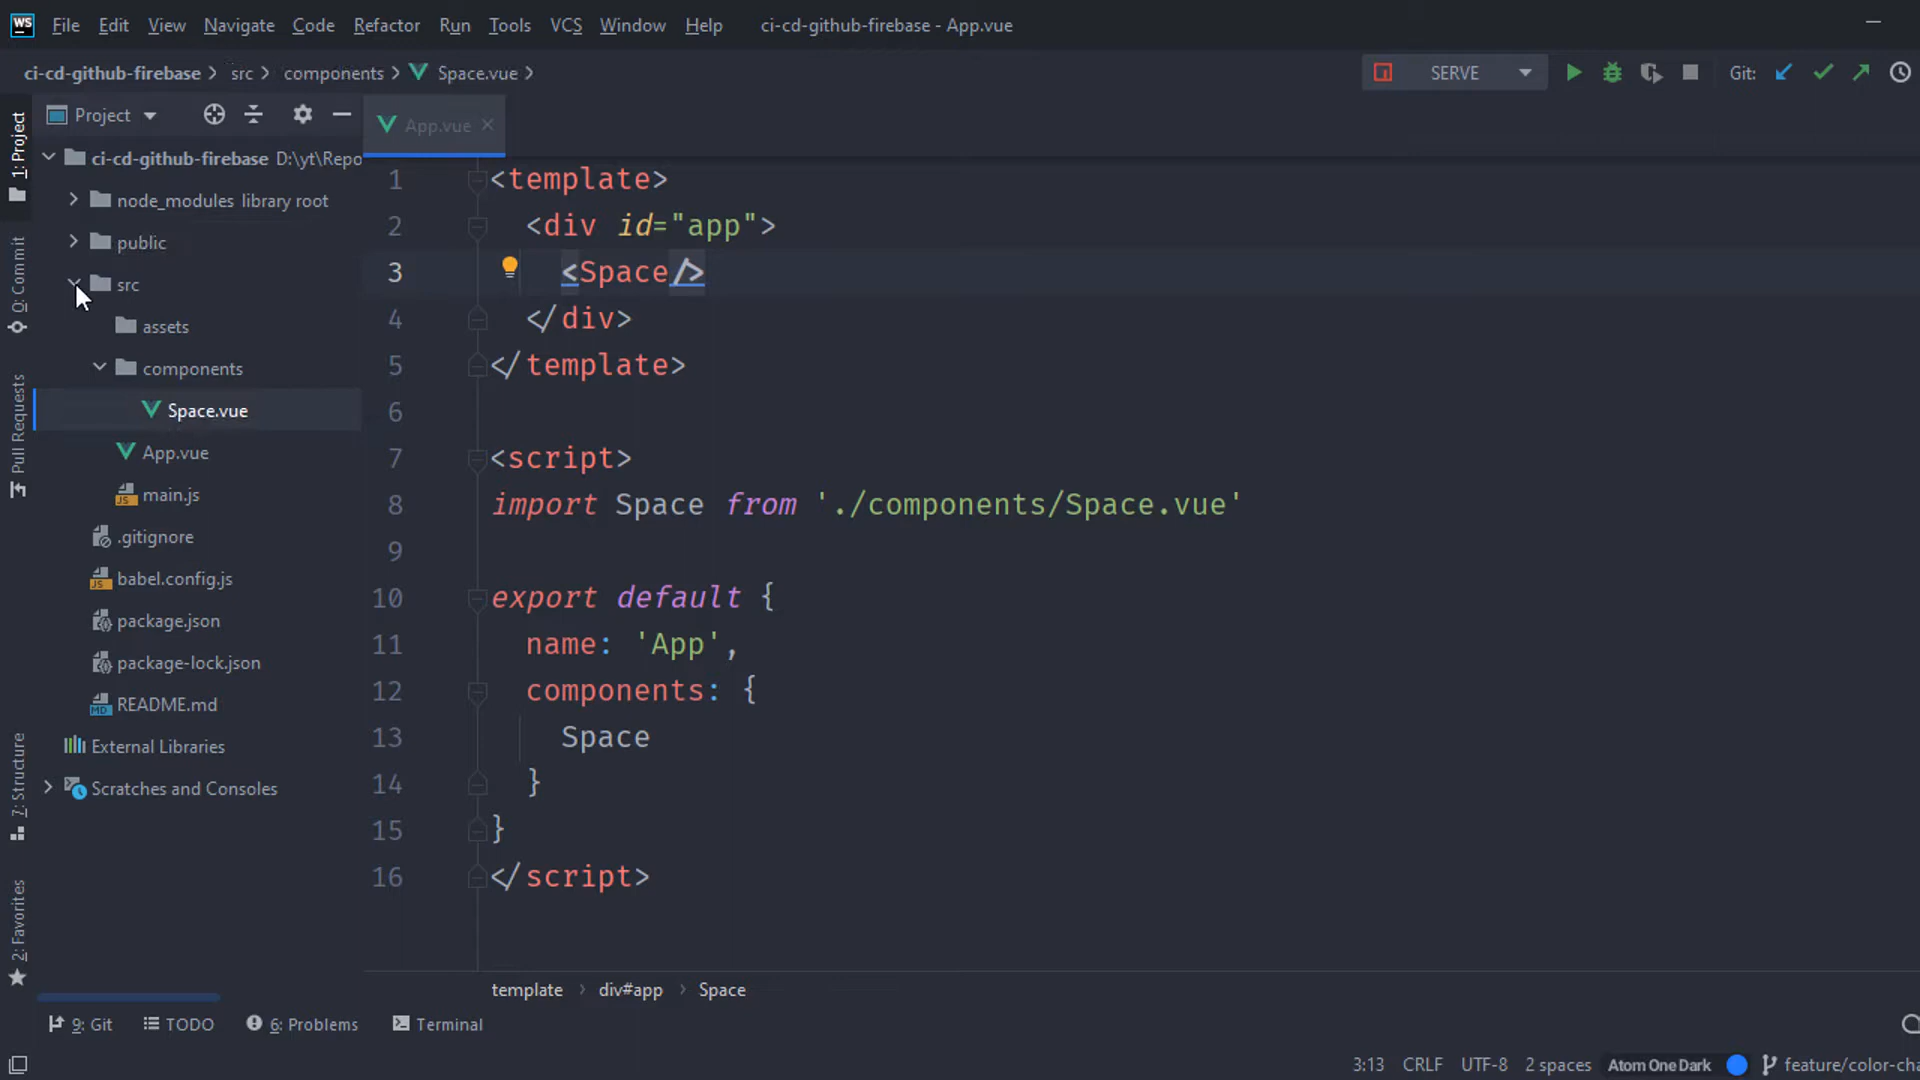 WS File Edit View Navigate Code Refactor Run Tools VCS Window Help ci-cd-github-firebase - App.vue
ci-cd-github-firebase src components Space.vue SERVE Git:
Project
App.vue
1: Project
0: Commit
Pull Requests
7: Structure
2: Favorites
ci-cd-github-firebase D:\yt\Repo
node_modules library root
public
src
assets
components
Space.vue
App.vue
main.js
.gitignore
babel.config.js
package.json
package-lock.json
README.md
External Libraries
Scratches and Consoles
1 <template>
2 <div id="app">
3 <Space/>
4 </div>
5 </template>
6
7 <script>
8 import Space from './components/Space.vue'
9
10 export default {
11 name: 'App',
12 components: {
13 Space
14 }
15 }
16 </script>
template div#app Space
9: Git TODO 6: Problems Terminal
3:13 CRLF UTF-8 2 spaces Atom One Dark feature/color-cha